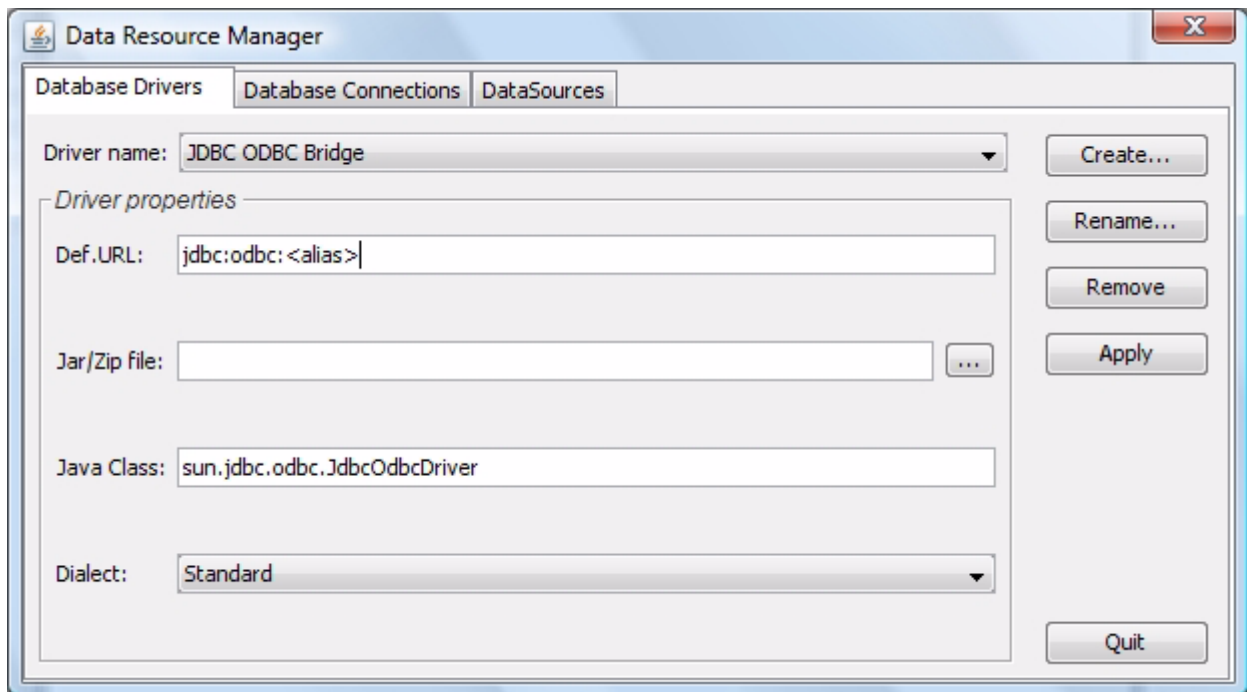 Data Resource Manager
Database Drivers Database Connections DataSources
Driver name: JDBC ODBC Bridge
Create...
Driver properties
Rename...
Def.URL: jdbc:odbc:<alias>
Remove
Jar/Zip file: ...
Apply
Java Class: sun.jdbc.odbc.JdbcOdbcDriver
Dialect: Standard
Quit